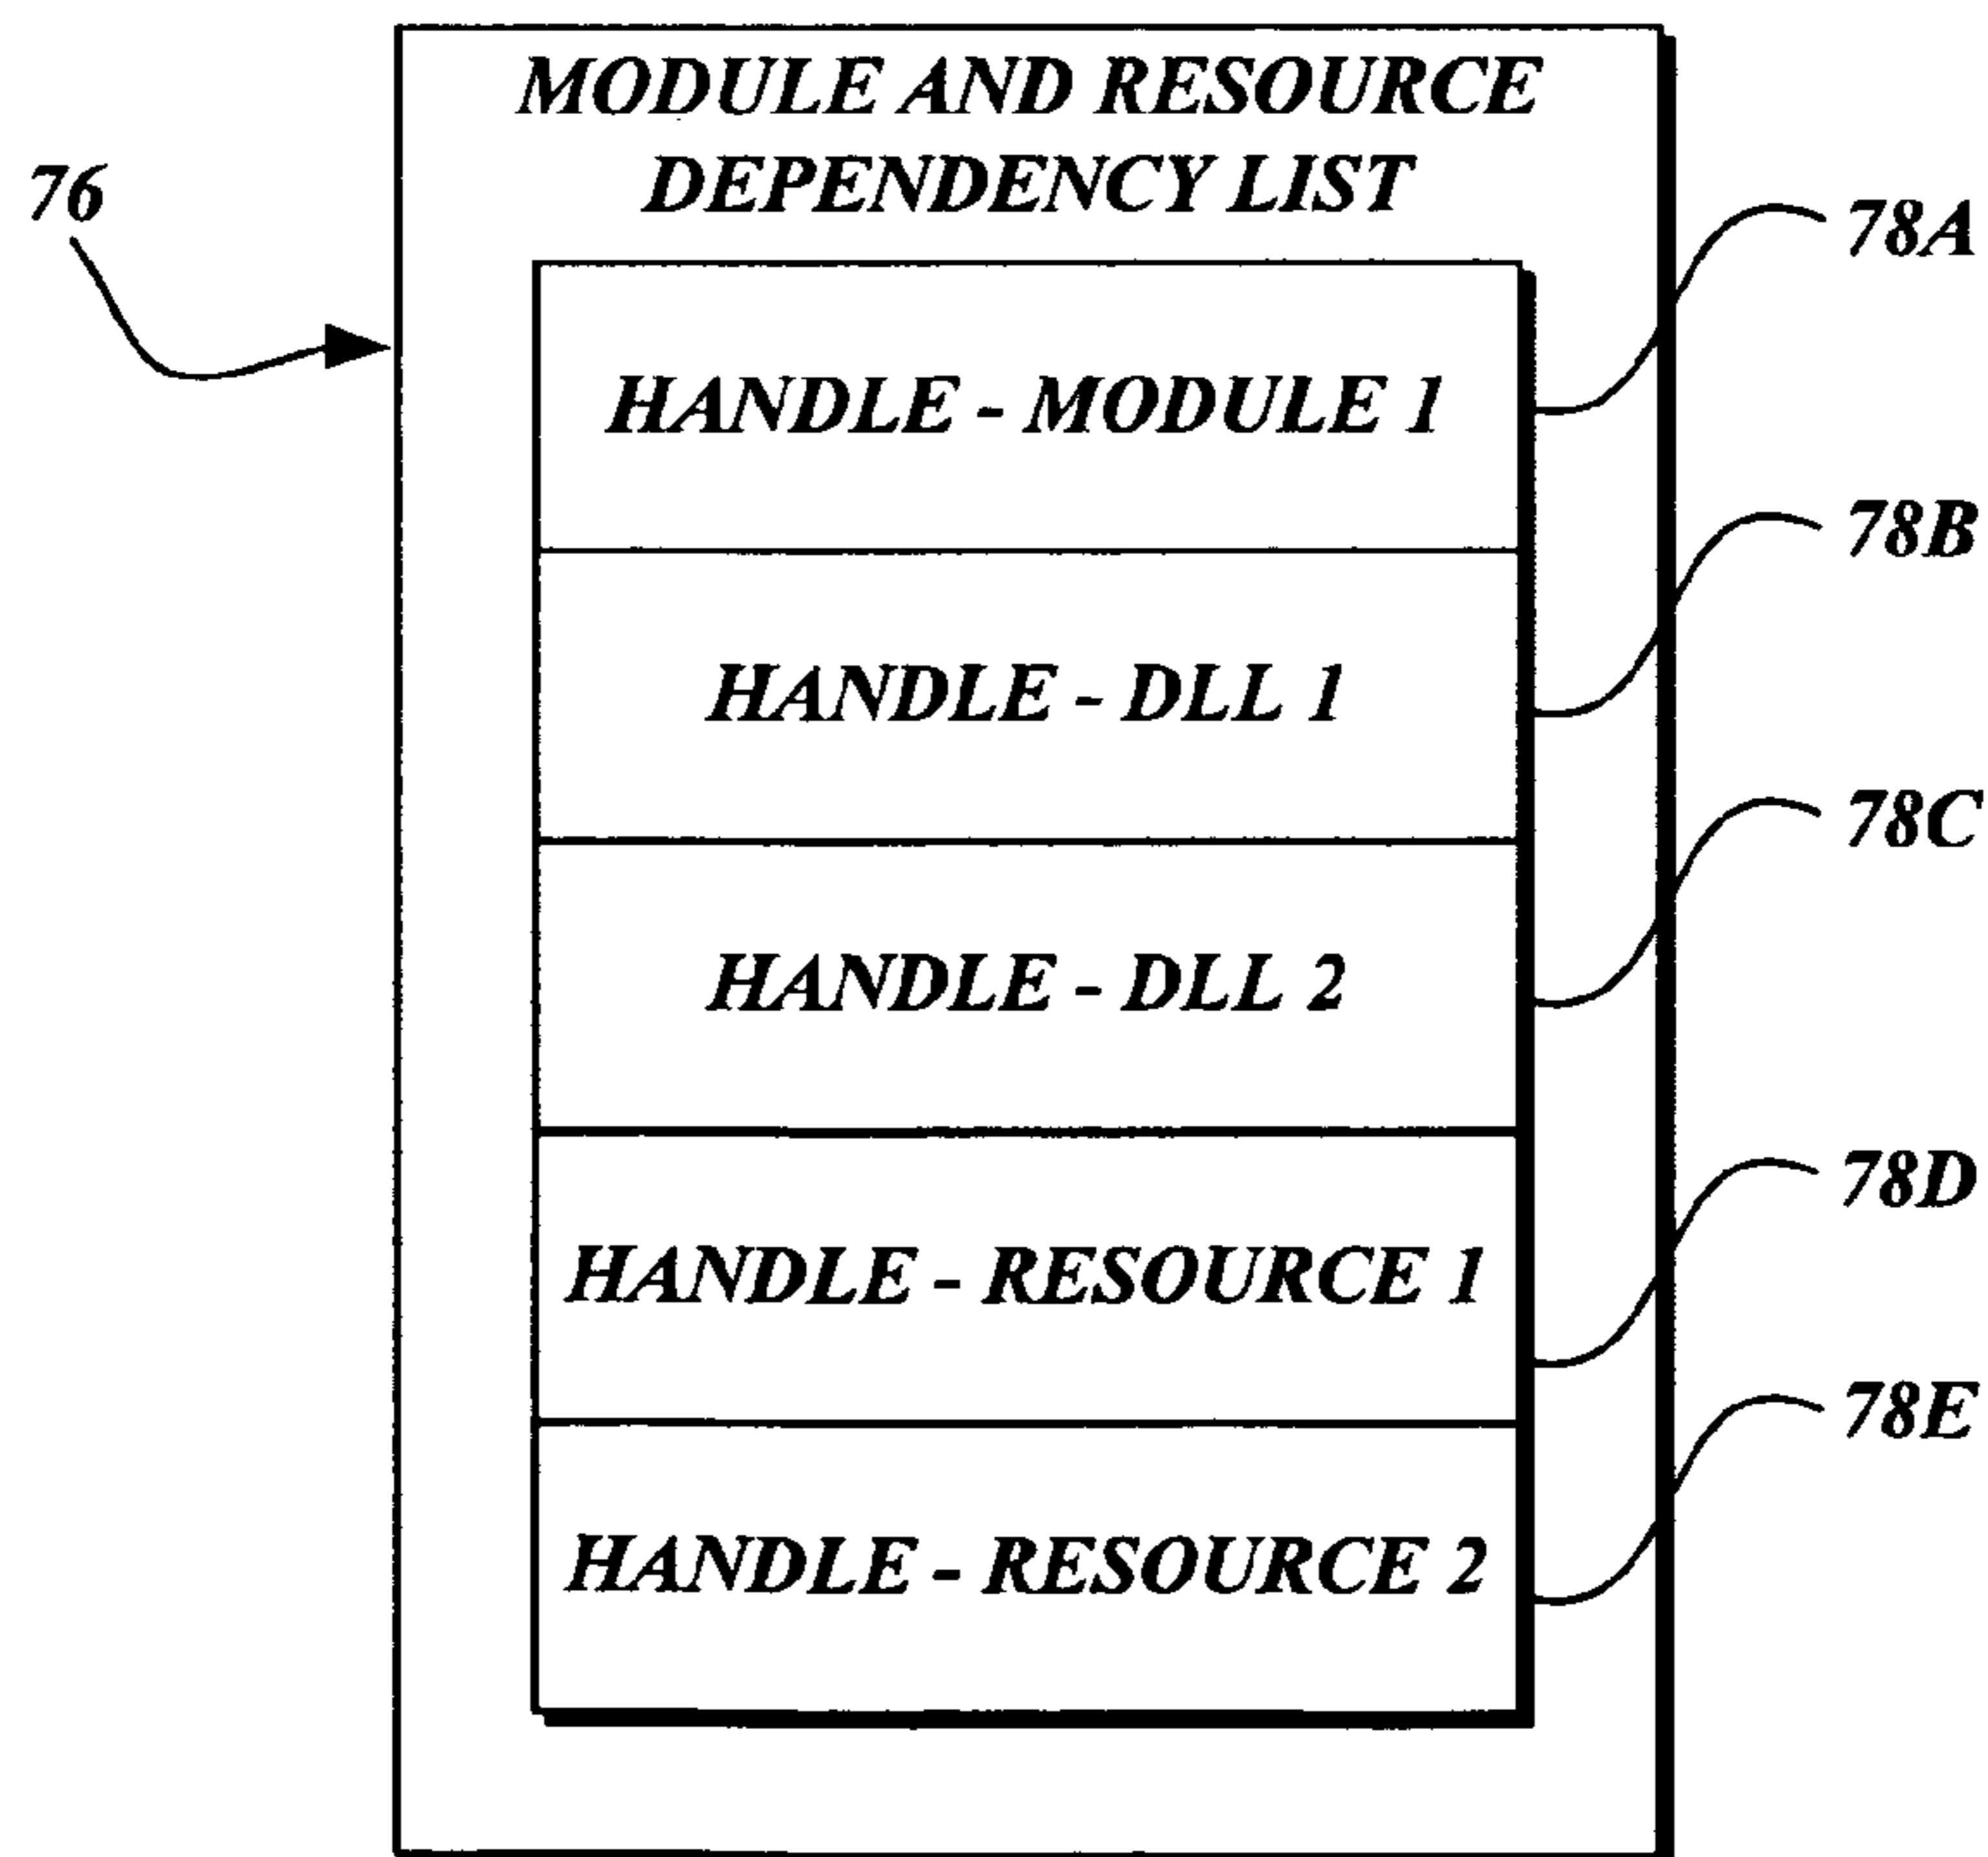 MODULE AND RESOURCE
DEPENDENCY LIST
76
78A
HANDLE - MODULE 1
78B
HANDLE - DLL 1
78C
HANDLE - DLL 2
78D
HANDLE - RESOURCE 1
78E
HANDLE - RESOURCE 2